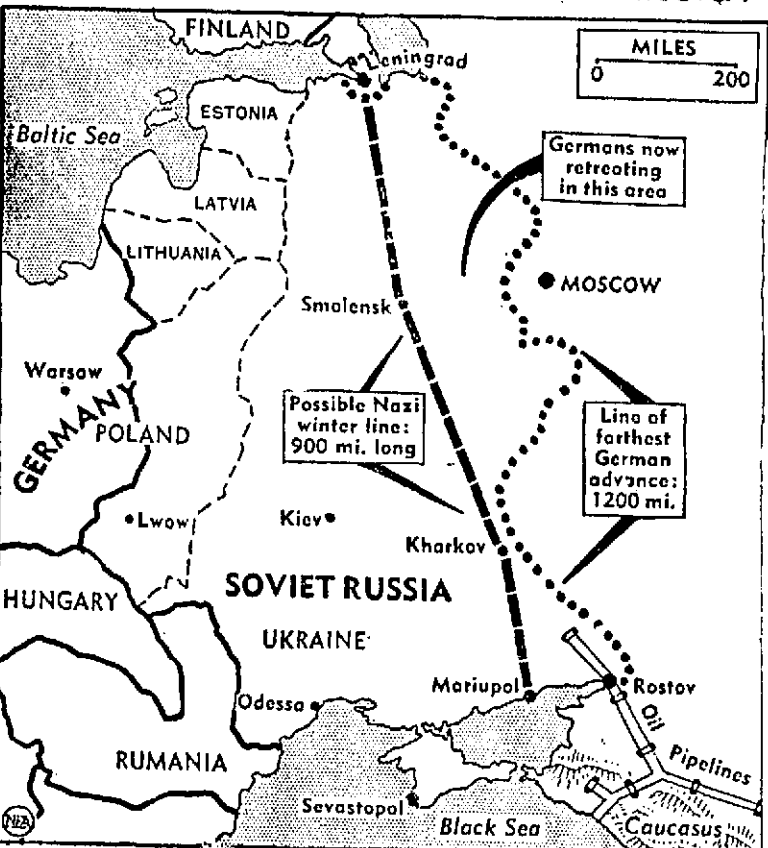 FINLAND
Leningrad
MILES
0 200
ESTONIA
Baltic Sea
Germans now
retreating
in this area
LATVIA
LITHUANIA
MOSCOW
Smolensk
Warsaw
GERMANY
POLAND
Possible Nazi
winter line:
900 mi. long
Line of
farthest
German
advance:
1200 mi.
Lwow
Kiev
Kharkov
HUNGARY
SOVIET RUSSIA
UKRAINE
Mariupol
Rostov
Odessa
Oil
Pipelines
RUMANIA
Sevastopol
Black Sea
Caucasus
NEA